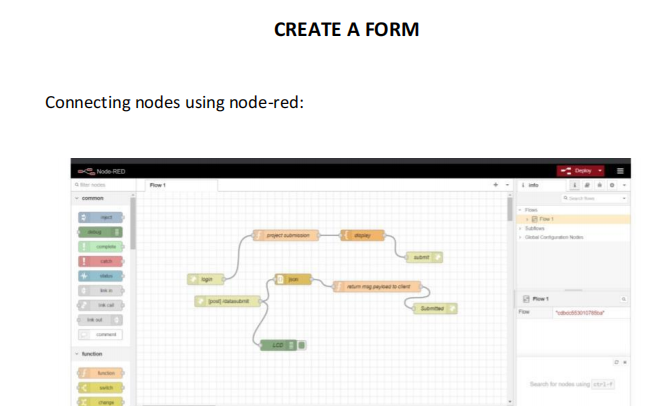 CREATE A FORM
Connecting nodes using node-red:
Node-RED
Deploy
filter nodes
Flow 1
info
Search flows
common
Flows
Flow 1
inject
Subflows
debug
project submission
display
Global Configuration Nodes
complete
submit
catch
status
login
json
link in
return msg.payload to client
[post] /datasubmit
link call
Submitted
Flow 1
link out
Flow
comment
LCD
function
function
Search for nodes using ctrl-f
switch
change